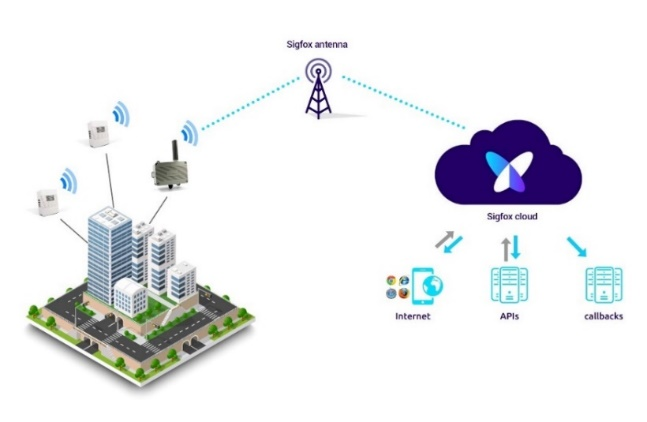 Sigfox antenna
Sigfox cloud
Internet
APIs
callbacks